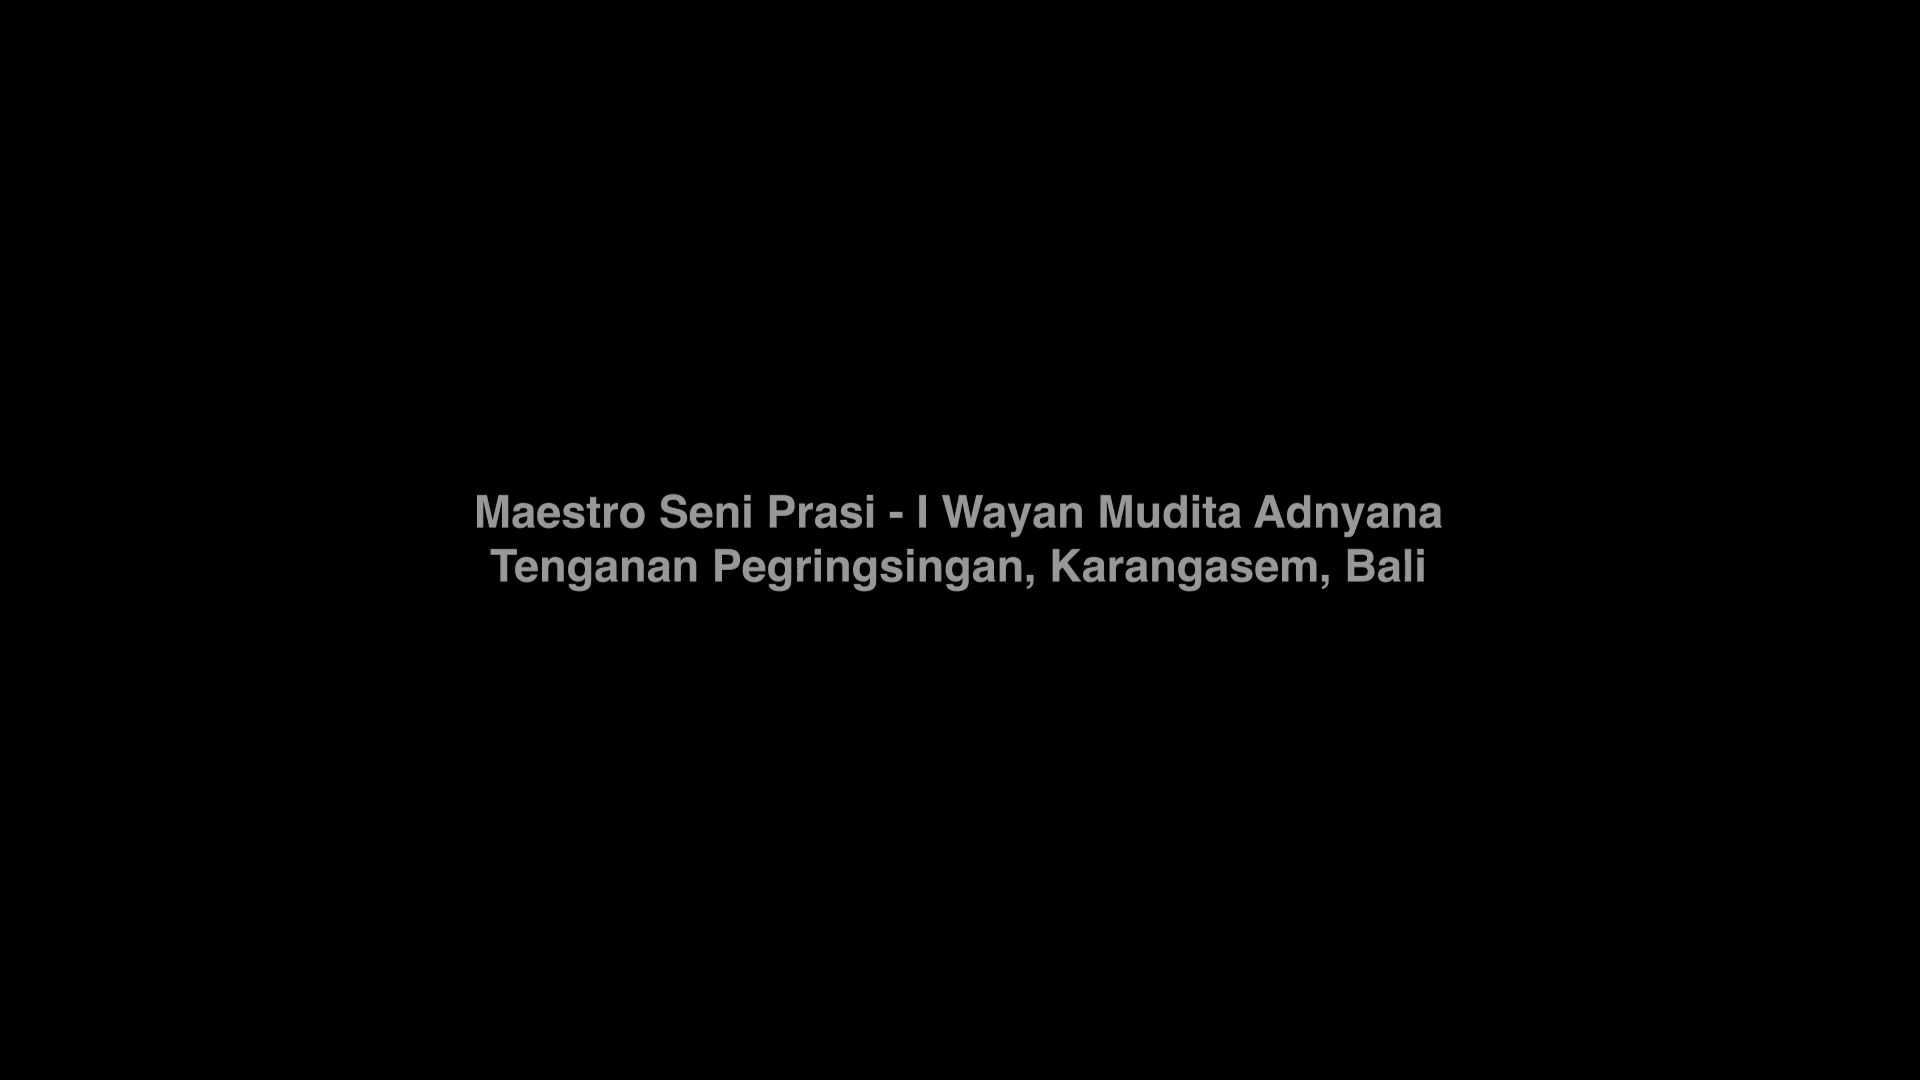 Maestro Seni Prasi - I Wayan Mudita Adnyana
Tenganan Pegringsingan, Karangasem, Bali